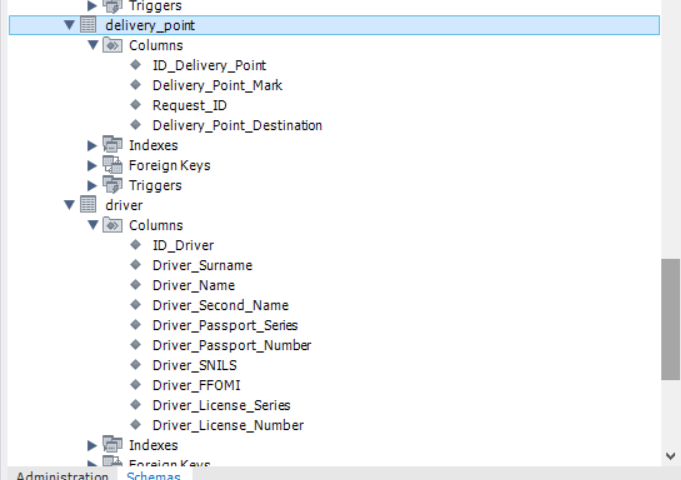 Triggers
delivery_point
Columns
ID_Delivery_Point
Delivery_Point_Mark
Request_ID
Delivery_Point_Destination
Indexes
Foreign Keys
Triggers
driver
Columns
ID_Driver
Driver_Surname
Driver_Name
Driver_Second_Name
Driver_Passport_Series
Driver_Passport_Number
Driver_SNILS
Driver_FFOMI
Driver_License_Series
Driver_License_Number
Indexes
Foreign Keys
Administration Schemas